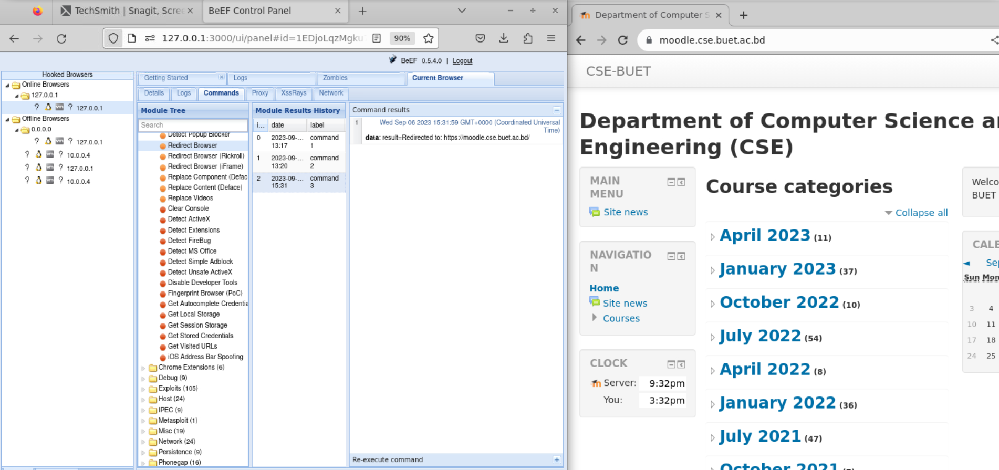 TechSmith | Snagit, Scree
BeEF Control Panel
127.0.0.1:3000/ui/panel#id=1EDjoLqzMgku
90%
BeEF 0.5.4.0 | Logout
Hooked Browsers
Online Browsers
127.0.0.1
? vm ? 127.0.0.1
Offline Browsers
0.0.0.0
? vm ? 127.0.0.1
? vm ? 10.0.0.4
? vm ? 127.0.0.1
? vm ? 10.0.0.4
Getting Started
Logs
Zombies
Current Browser
Details
Logs
Commands
Proxy
XssRays
Network
Module Tree
Search
Detect Popup Blocker
Redirect Browser
Redirect Browser (Rickroll)
Redirect Browser (iFrame)
Replace Component (Defac
Replace Content (Deface)
Replace Videos
Clear Console
Detect ActiveX
Detect Extensions
Detect FireBug
Detect MS Office
Detect Simple Adblock
Detect Unsafe ActiveX
Disable Developer Tools
Fingerprint Browser (PoC)
Get Autocomplete Credentia
Get Local Storage
Get Session Storage
Get Stored Credentials
Get Visited URLs
iOS Address Bar Spoofing
Chrome Extensions (6)
Debug (9)
Exploits (105)
Host (24)
IPEC (9)
Metasploit (1)
Misc (19)
Network (24)
Persistence (9)
Phonegap (16)
Module Results History
i... date label
0 2023-09-... command
13:17 1
1 2023-09-... command
13:20 2
2 2023-09-... command
15:31 3
Command results
1 Wed Sep 06 2023 15:31:59 GMT+0000 (Coordinated Universal
Time)
data: result=Redirected to: https://moodle.cse.buet.ac.bd/
Re-execute command
Department of Computer S
moodle.cse.buet.ac.bd
CSE-BUET
Department of Computer Science a
Engineering (CSE)
MAIN
MENU
Site news
NAVIGATIO
N
Home
Site news
Courses
CLOCK
Server: 9:32pm
You: 3:32pm
Course categories
Collapse all
April 2023 (11)
January 2023 (37)
October 2022 (10)
July 2022 (54)
April 2022 (8)
January 2022 (36)
July 2021 (47)
October 2021
Welco
BUET
CALE
◄ Sep
Sun Mon
3 4
10 11
17 18
24 25